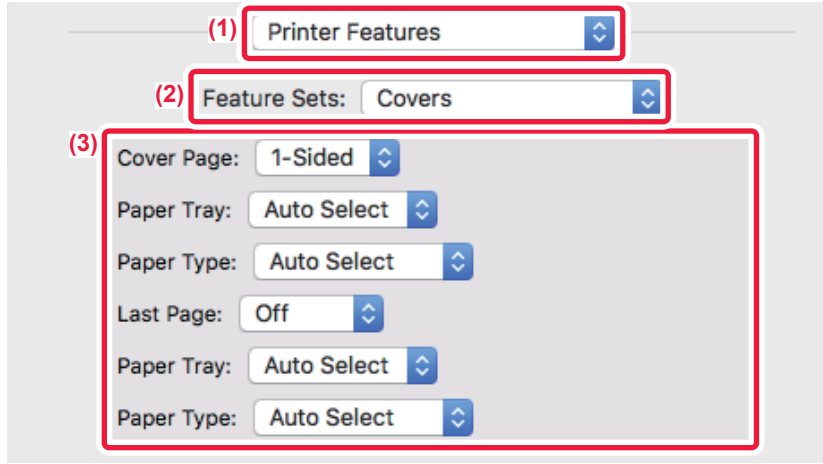 (1) Printer Features
(2) Feature Sets: Covers
(3)
Cover Page: 1-Sided
Paper Tray: Auto Select
Paper Type: Auto Select
Last Page: Off
Paper Tray: Auto Select
Paper Type: Auto Select